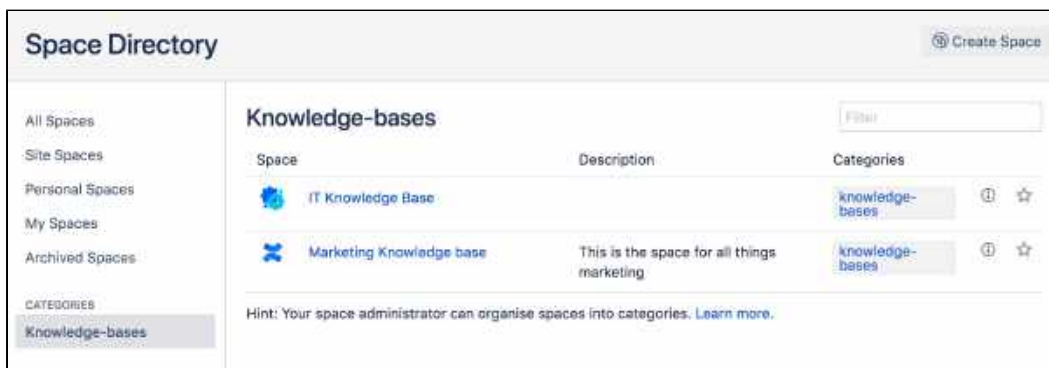 Space Directory
Create Space
All Spaces
Site Spaces
Personal Spaces
My Spaces
Archived Spaces
CATEGORIES
Knowledge-bases
Knowledge-bases
Filter
Space Description Categories
IT Knowledge Base knowledge-
bases
Marketing Knowledge base This is the space for all things knowledge-
marketing bases
Hint: Your space administrator can organise spaces into categories. Learn more.